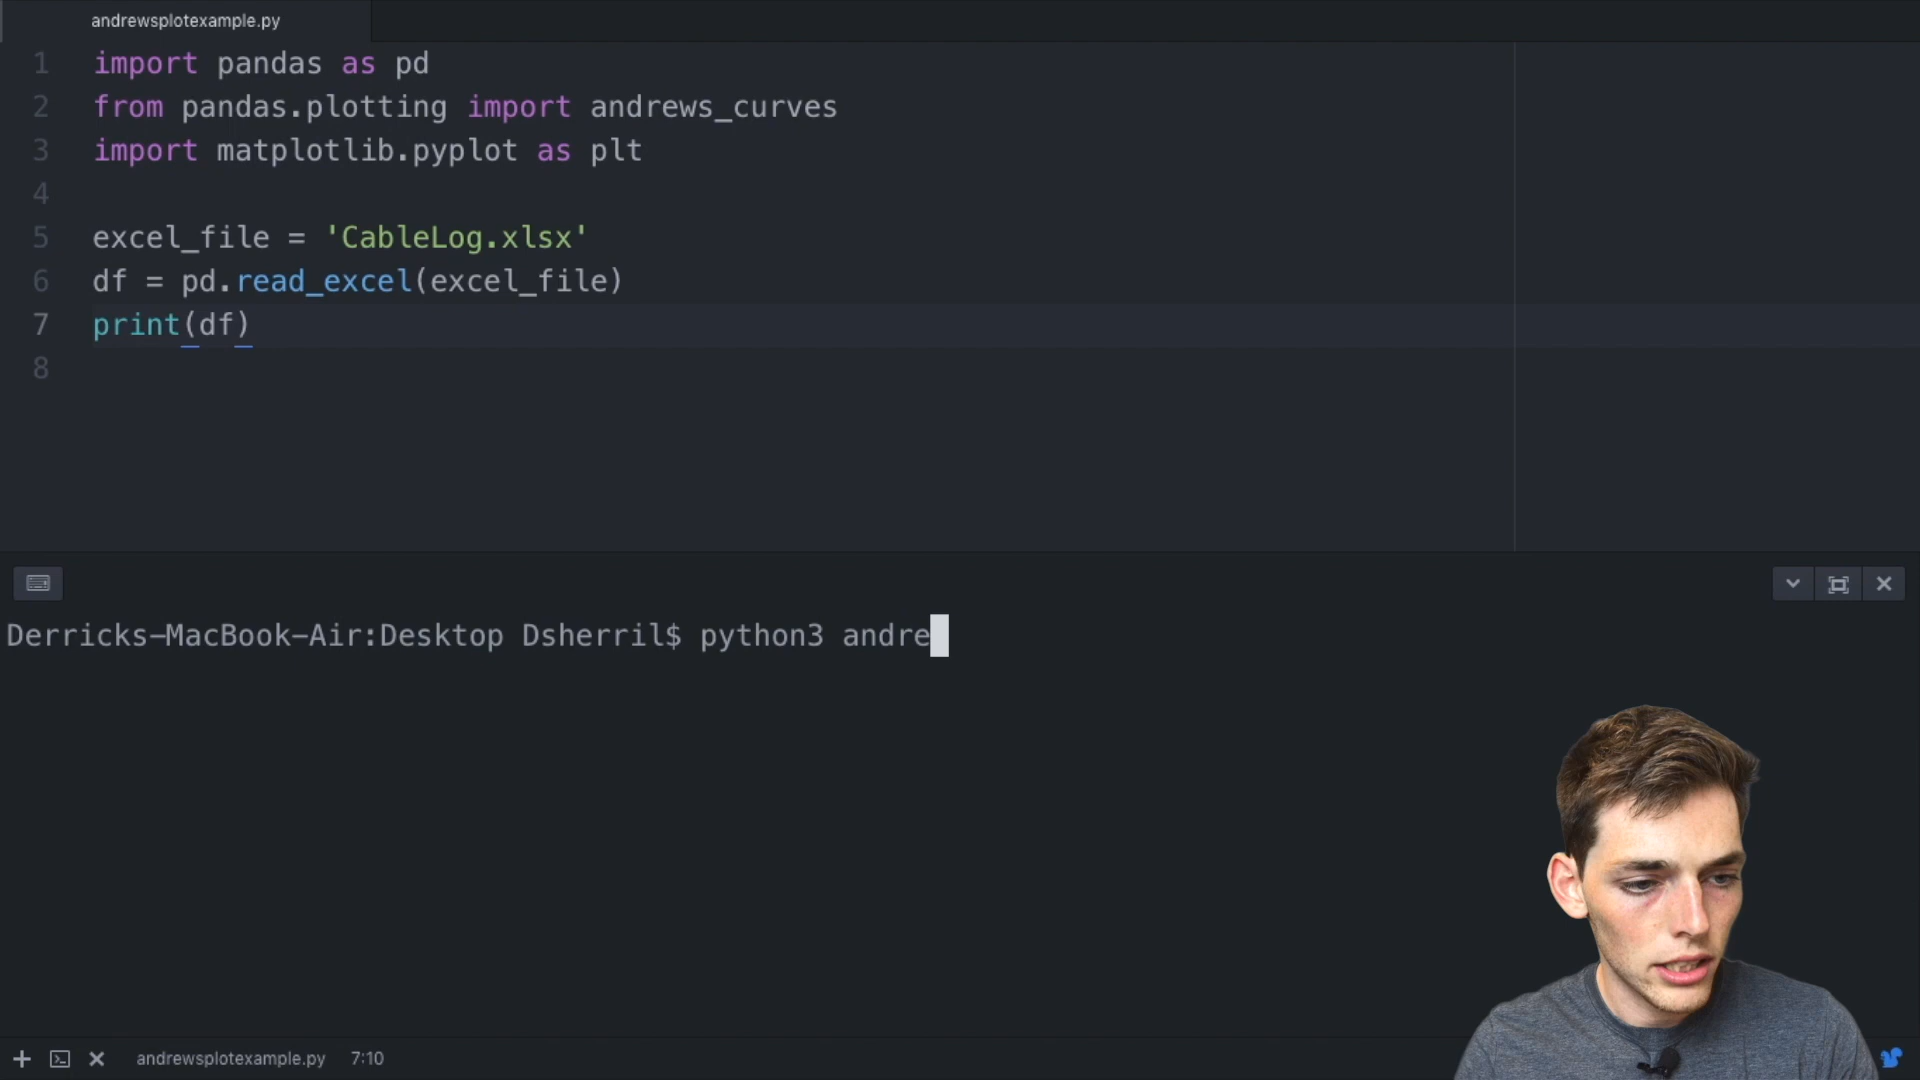 andrewsplotexample.py
1 import pandas as pd
2 from pandas.plotting import andrews_curves
3 import matplotlib.pyplot as plt
4
5 excel_file = 'CableLog.xlsx'
6 df = pd.read_excel(excel_file)
7 print(df)
8
Derricks-MacBook-Air:Desktop Dsherril$ python3 andre
andrewsplotexample.py 7:10